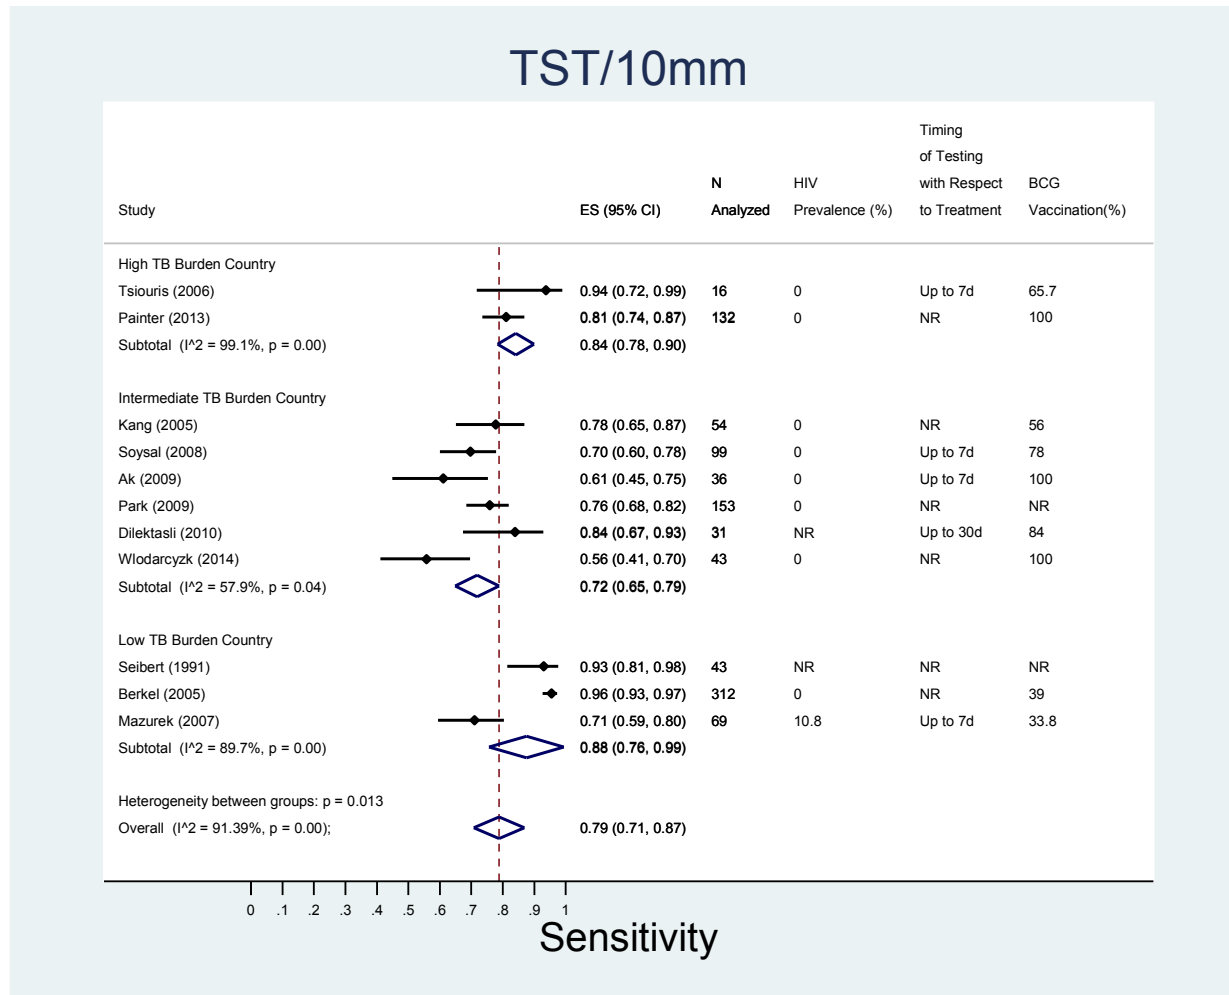 TST/10mm
Timing
of Testing
N HIV with Respect BCG
Study ES (95% CI) Analyzed Prevalence (%) to Treatment Vaccination(%)
High TB Burden Country
Tsiouris (2006) 0.94 (0.72, 0.99) 16 0 Up to 7d 65.7
Painter (2013) 0.81 (0.74, 0.87) 132 0 NR 100
Subtotal (I^2 = 99.1%, p = 0.00) 0.84 (0.78, 0.90)
Intermediate TB Burden Country
Kang (2005) 0.78 (0.65, 0.87) 54 0 NR 56
Soysal (2008) 0.70 (0.60, 0.78) 99 0 Up to 7d 78
Ak (2009) 0.61 (0.45, 0.75) 36 0 Up to 7d 100
Park (2009) 0.76 (0.68, 0.82) 153 0 NR NR
Dilektasli (2010) 0.84 (0.67, 0.93) 31 NR Up to 30d 84
Wlodarcyzk (2014) 0.56 (0.41, 0.70) 43 0 NR 100
Subtotal (I^2 = 57.9%, p = 0.04) 0.72 (0.65, 0.79)
Low TB Burden Country
Seibert (1991) 0.93 (0.81, 0.98) 43 NR NR NR
Berkel (2005) 0.96 (0.93, 0.97) 312 0 NR 39
Mazurek (2007) 0.71 (0.59, 0.80) 69 10.8 Up to 7d 33.8
Subtotal (I^2 = 89.7%, p = 0.00) 0.88 (0.76, 0.99)
Heterogeneity between groups: p = 0.013
Overall (I^2 = 91.39%, p = 0.00); 0.79 (0.71, 0.87)
0 .1 .2 .3 .4 .5 .6 .7 .8 .9 1
Sensitivity